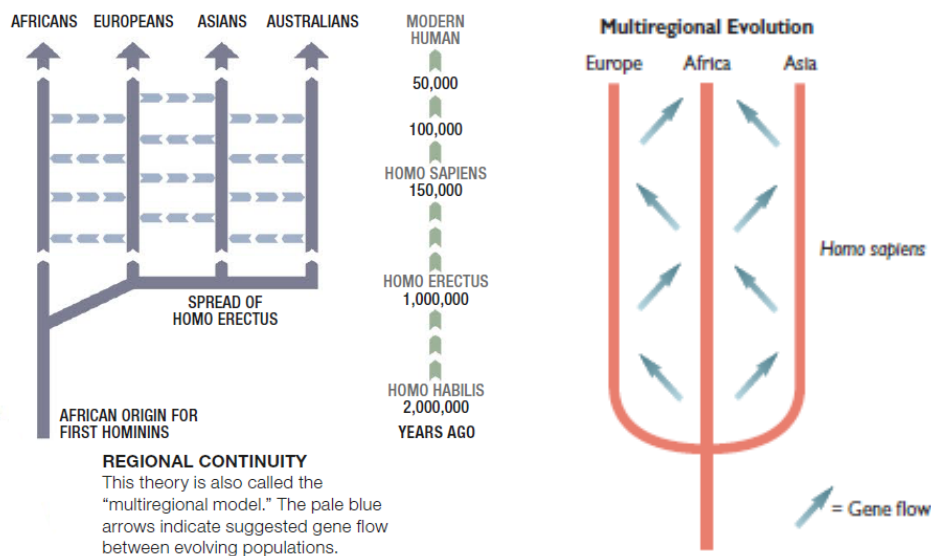 AFRICANS EUROPEANS ASIANS AUSTRALIANS
MODERN
HUMAN
50,000
100,000
HOMO SAPIENS
150,000
HOMO ERECTUS
1,000,000
SPREAD OF
HOMO ERECTUS
HOMO HABILIS
2,000,000
YEARS AGO
AFRICAN ORIGIN FOR
FIRST HOMININS
REGIONAL CONTINUITY
This theory is also called the
“multiregional model.” The pale blue
arrows indicate suggested gene flow
between evolving populations.
Multiregional Evolution
Europe Africa Asia
Homo sapiens
= Gene flow